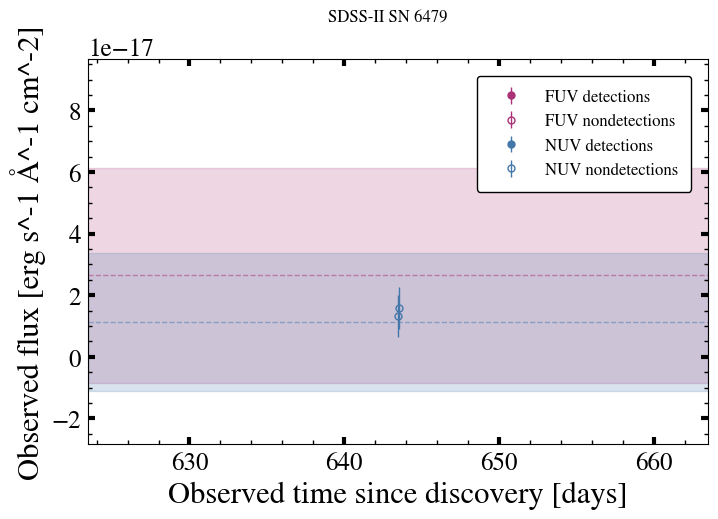 SDSS-II SN 6479
1e−17
FUV detections
FUV nondetections
NUV detections
NUV nondetections
8
6
4
2
0
−2
630 640 650 660
Observed time since discovery [days]
Observed flux [erg s^-1 Å^-1 cm^-2]